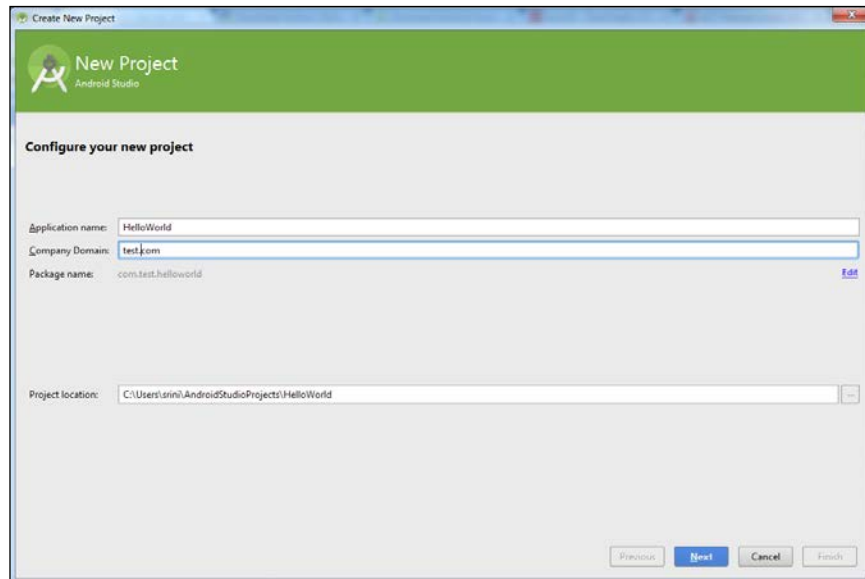 Create New Project
New Project
Android Studio
Configure your new project
Application name: HelloWorld
Company Domain: test.com
Package name: com.test.helloworld Edit
Project location: C:\Users\srini\AndroidStudioProjects\HelloWorld ...
Previous Next Cancel Finish